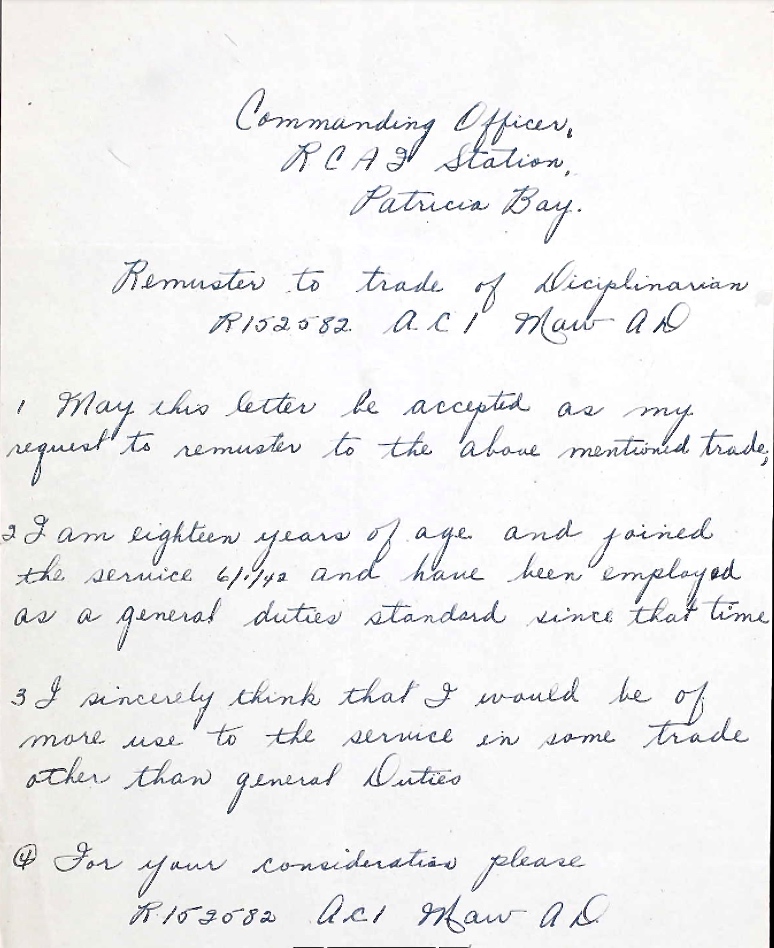 Commanding Officer,
RCAF Station,
Patricia Bay.
Remuster to trade of Diciplinarian
R152582 A.C 1 Maw A D
1 May this letter be accepted as my
request to remuster to the above mentioned trade,
2 I am eighteen years of age and joined
the service 6/1/42 and have been employed
as a general duties standard since that time
3 I sincerely think that I would be of
more use to the service in some trade
other than general Duties
④ For your consideration please
R.152582 AC1 Maw A D.